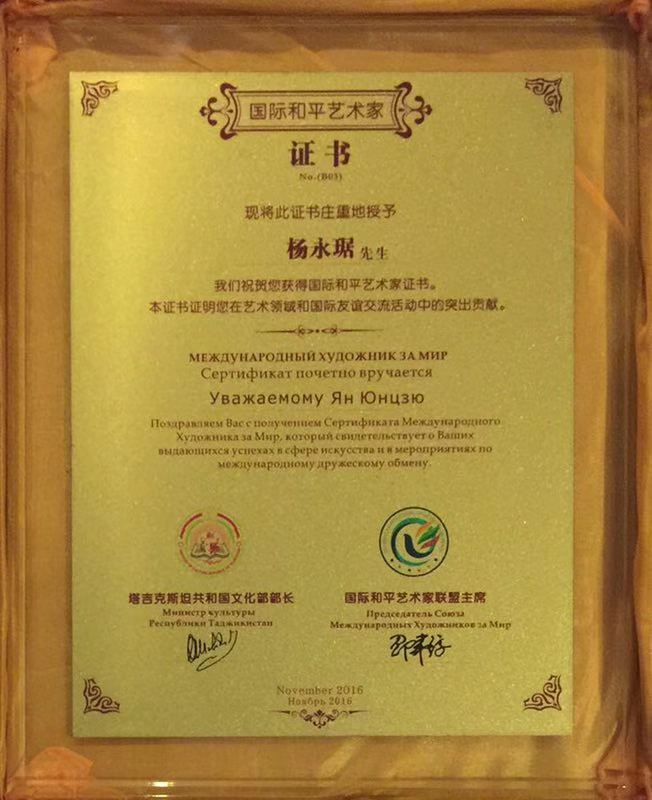 国际和平艺术家
证书
No.(B03)
现将此证书庄重地授予
杨永琚 先生
我们祝贺您获得国际和平艺术家证书。
本证书证明您在艺术领域和国际友谊交流活动中的突出贡献。
МЕЖДУНАРОДНЫЙ ХУДОЖНИК ЗА МИР
Сертификат почетно вручается
Уважаемому Ян Юнцзю
Поздравляем Вас с получением Сертификата Международного
Художника за Мир, который свидетельствует о Ваших
выдающихся успехах в сфере искусства и в мероприятиях по
международному дружескому обмену.
塔吉克斯坦共和国文化部部长
Министр культуры
Республики Таджикистан
国际和平艺术家联盟主席
Председатель Союза
Международных Художников за Мир
November 2016
Ноябрь 2016